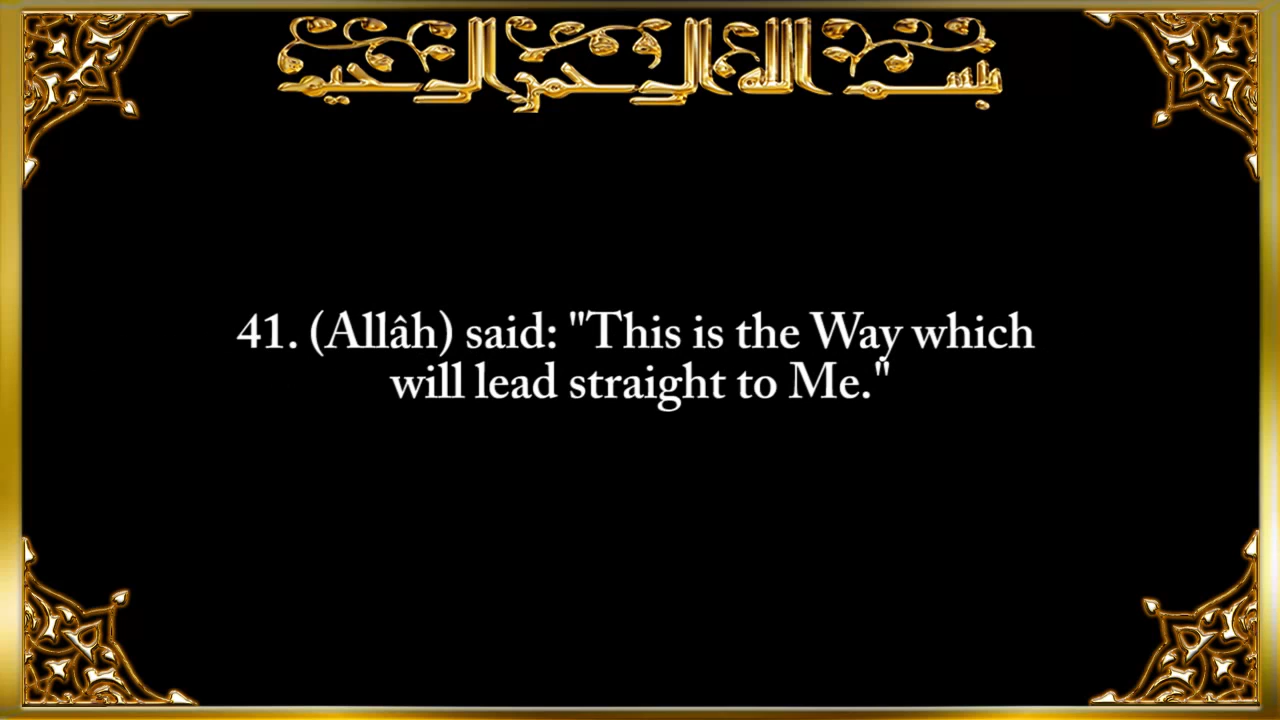 بسم الله الرحمن الرحيم
41. (Allâh) said: "This is the Way which
will lead straight to Me."